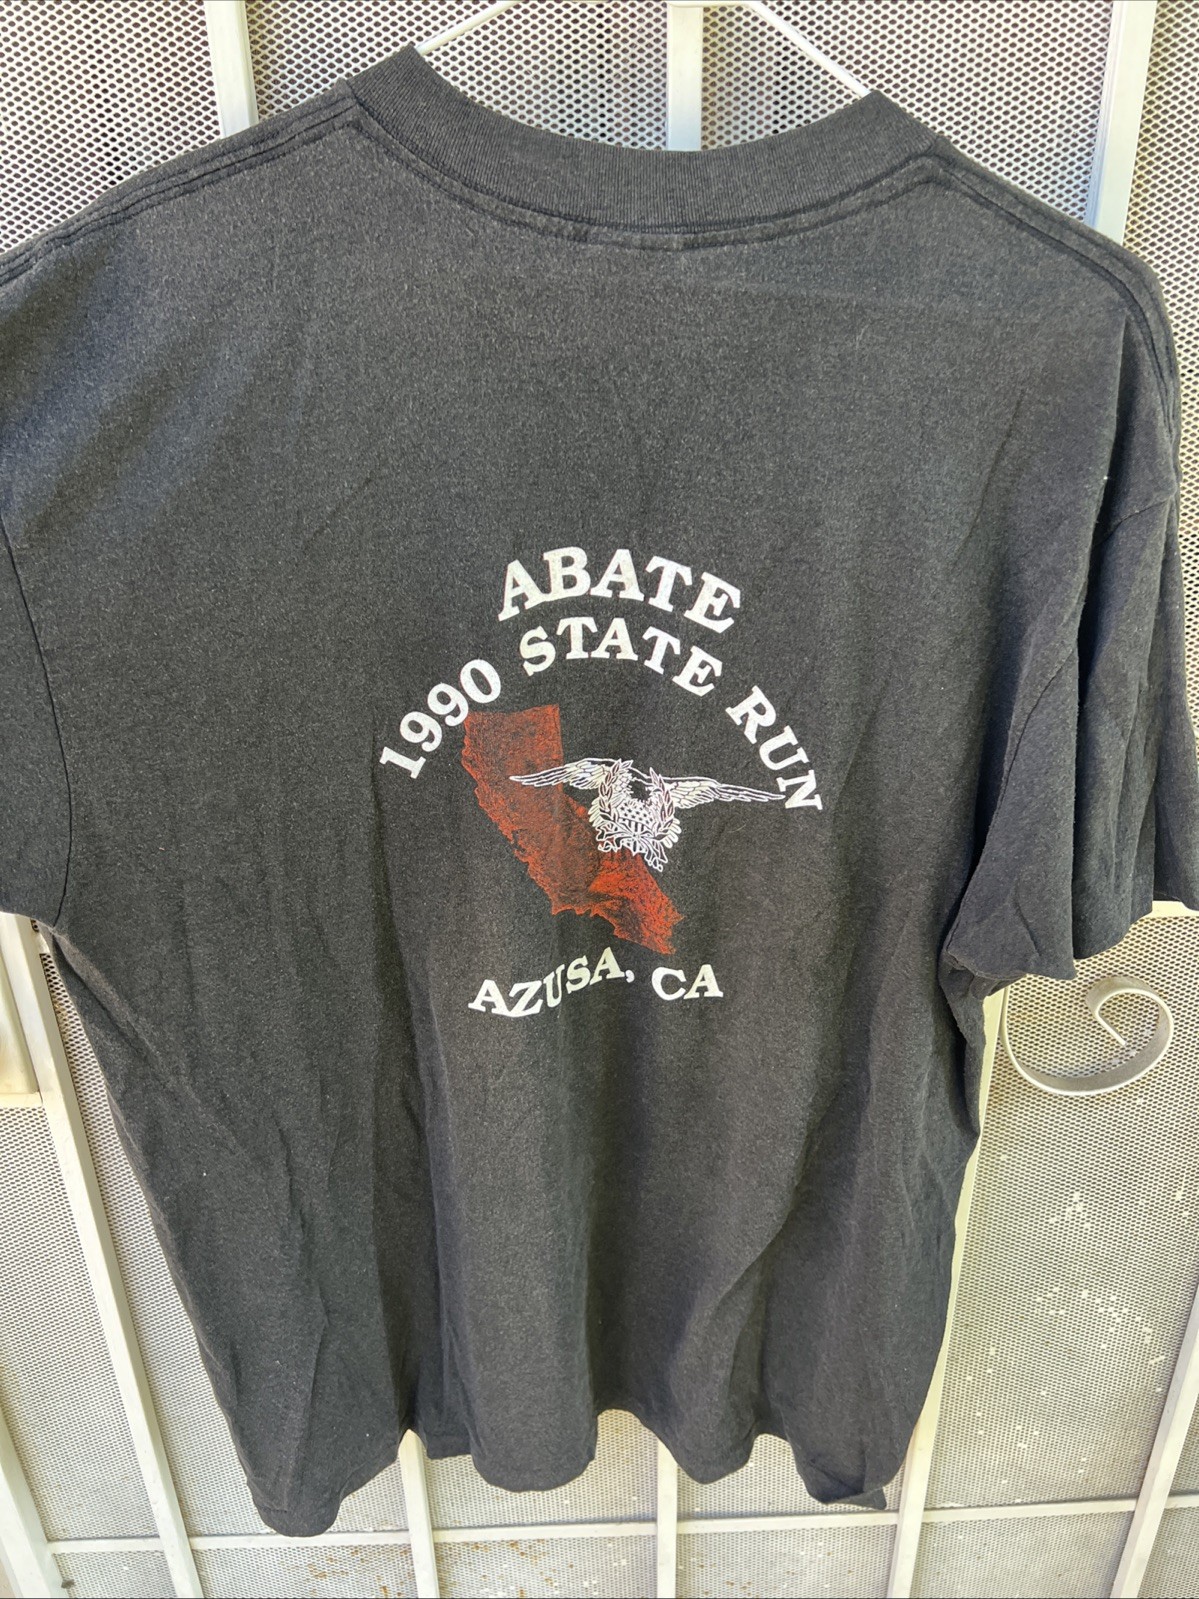 ABATE
1990 STATE RUN
AZUSA, CA